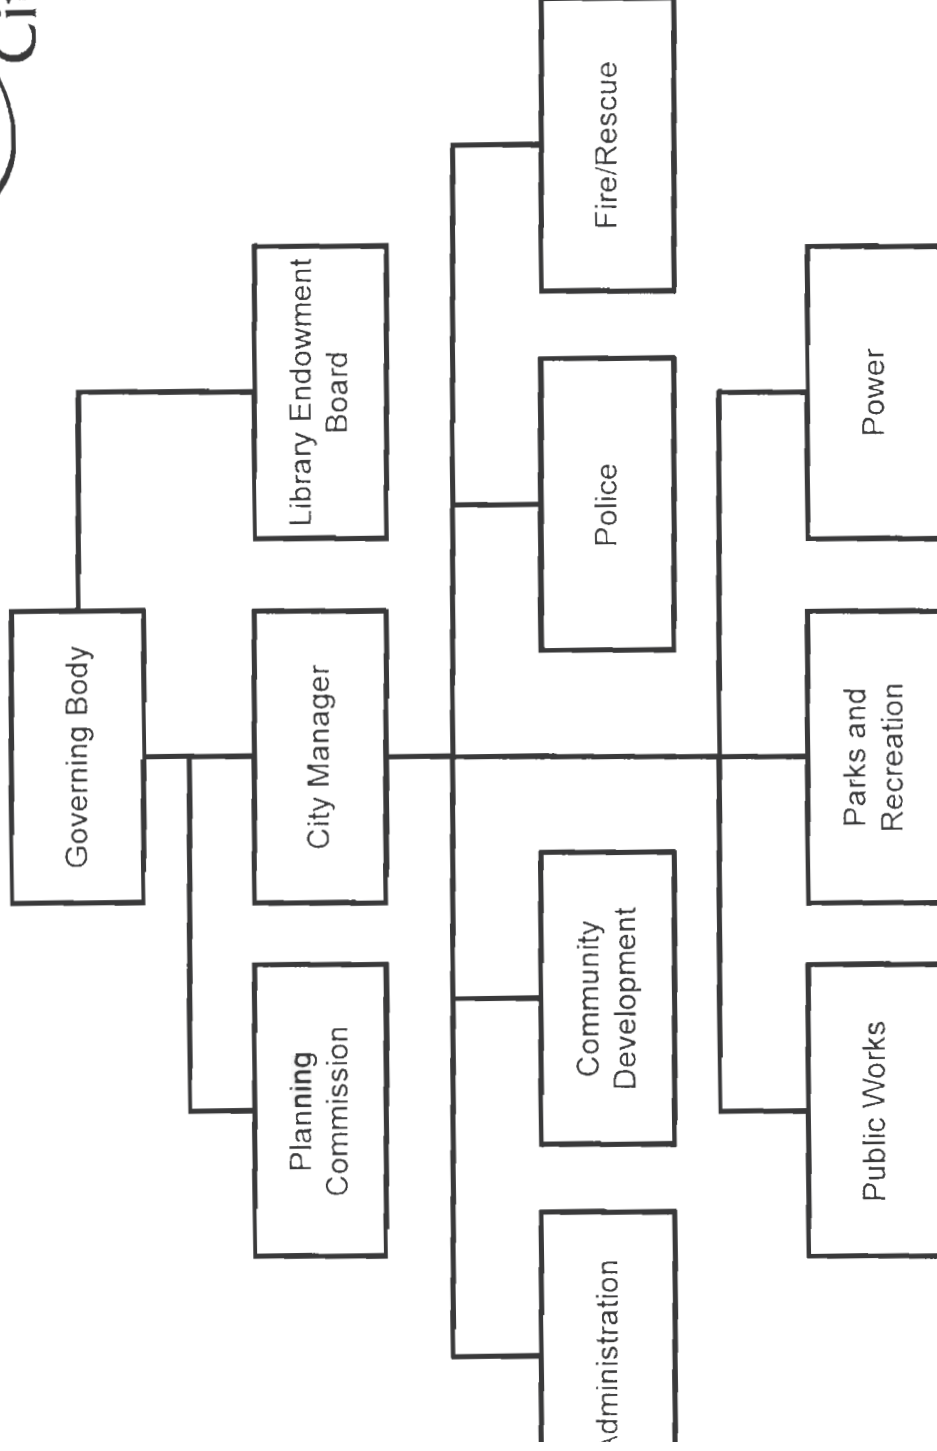 Governing Body
Planning
Commission
City Manager
Library Endowment
Board
Administration
Community
Development
Police
Fire/Rescue
Public Works
Parks and
Recreation
Power